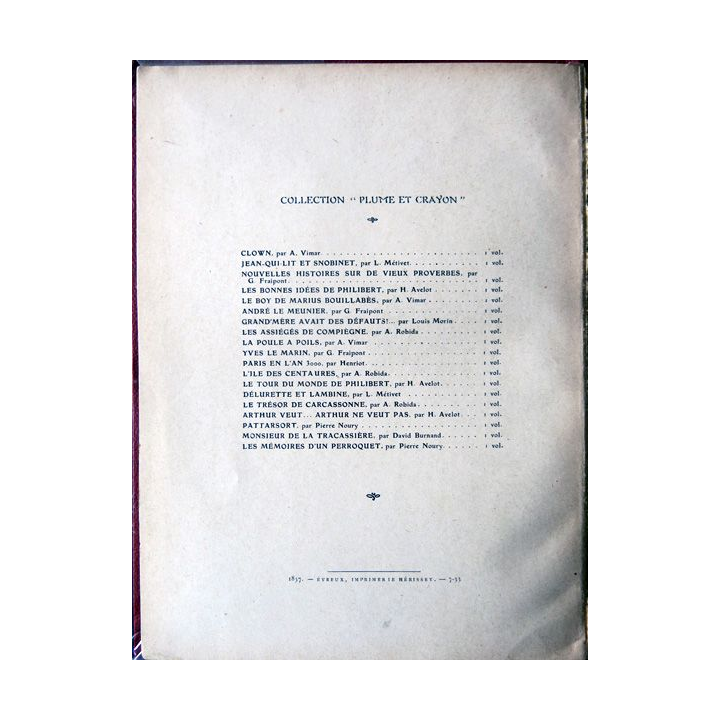 COLLECTION "PLUME ET CRAYON"
CLOWN, par A. Vimar. . . . . . . . . . . . . . . . . . . . . . . 1 vol.
JEAN-QUI-LIT ET SNOBINET, par L. Métivet. . . . . . . . . . 1 vol.
NOUVELLES HISTOIRES SUR DE VIEUX PROVERBES, par
G. Fraipont. . . . . . . . . . . . . . . . . . . . . . . . . . . 1 vol.
LES BONNES IDÉES DE PHILIBERT, par H. Avelot . . . . . . . 1 vol.
LE BOY DE MARIUS BOUILLABÈS, par A. Vimar . . . . . . . . 1 vol.
ANDRÉ LE MEUNIER, par G. Fraipont . . . . . . . . . . . . . 1 vol.
GRAND'MÈRE AVAIT DES DÉFAUTS!... par Louis Morin . . . . 1 vol.
LES ASSIÉGÉS DE COMPIÈGNE, par A. Robida . . . . . . . . . 1 vol.
LA POULE A POILS, par A. Vimar . . . . . . . . . . . . . . . 1 vol.
YVES LE MARIN, par G. Fraipont . . . . . . . . . . . . . . . 1 vol.
PARIS EN L'AN 3000, par Henriot. . . . . . . . . . . . . . . 1 vol.
L'ILE DES CENTAURES, par A. Robida. . . . . . . . . . . . . 1 vol.
LE TOUR DU MONDE DE PHILIBERT, par H. Avelot. . . . . . . 1 vol.
DÉLURETTE ET LAMBINE, par L. Métivet . . . . . . . . . . . 1 vol.
LE TRÉSOR DE CARCASSONNE, par A. Robida. . . . . . . . . . 1 vol.
ARTHUR VEUT... ARTHUR NE VEUT PAS, par H. Avelot. . . . 1 vol.
PATTARSORT, par Pierre Noury . . . . . . . . . . . . . . . . 1 vol.
MONSIEUR DE LA TRACASSIÈRE, par David Burnand. . . . . . 1 vol.
LES MÉMOIRES D'UN PERROQUET, par Pierre Noury. . . . . . 1 vol.
1857. — ÉVREUX, IMPRIMERIE HÉRISSEY. — 3-33